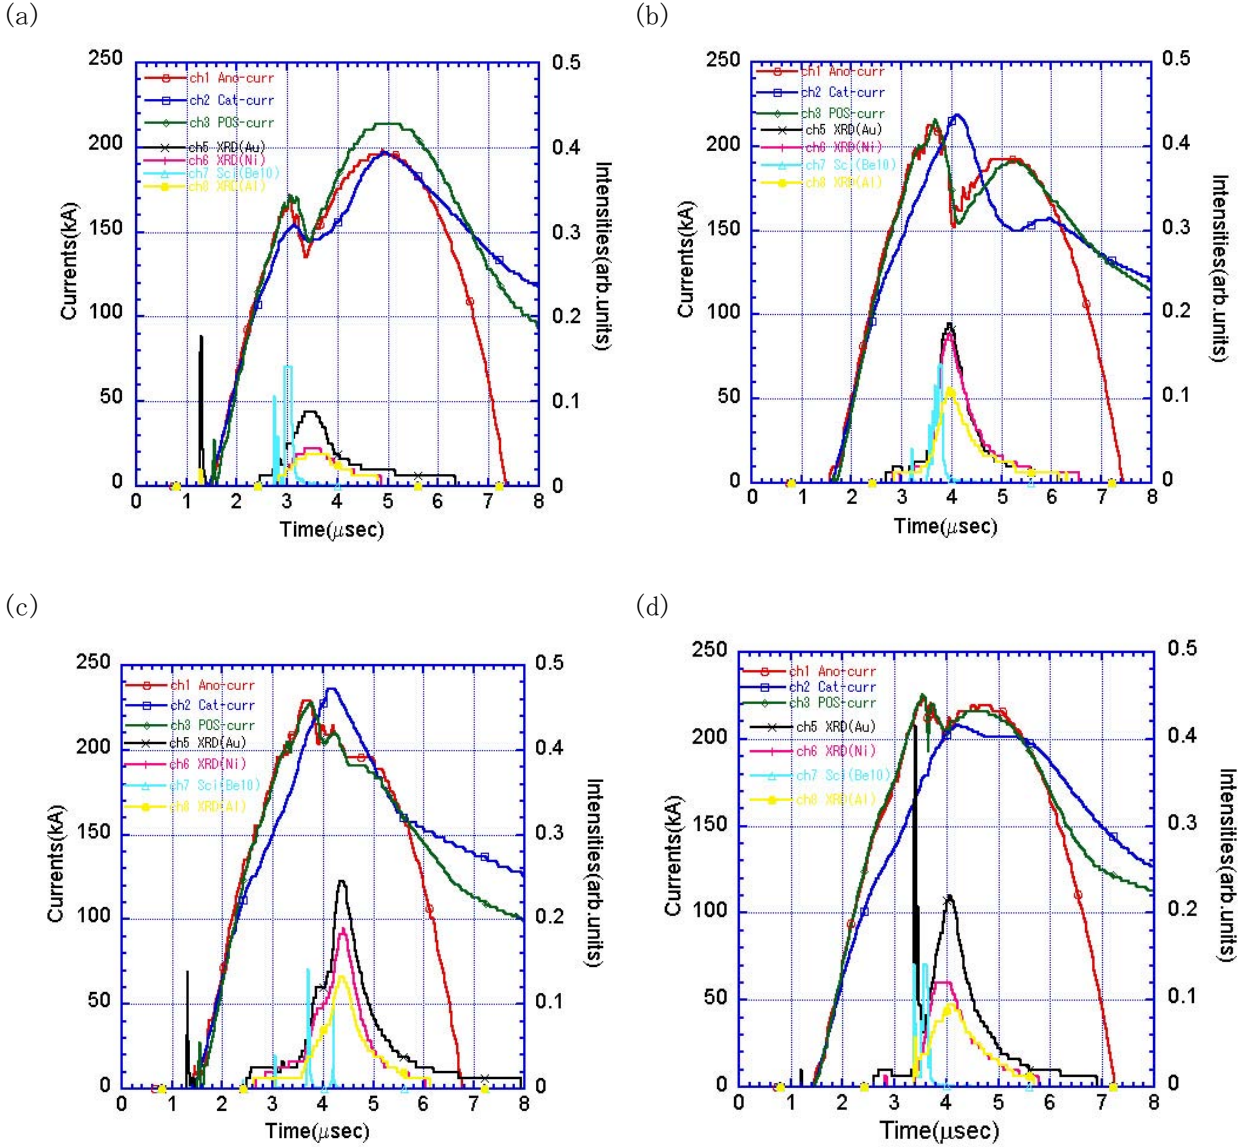 (a)
250
200
150
100
50
0
Currents(kA)
ch1 Ano-curr
ch2 Cat-curr
ch3 POS-curr
ch5 XRD(Au)
ch6 XRD(Ni)
ch7 Sci(Be10)
ch8 XRD(Al)
0.5
0.4
0.3
0.2
0.1
0
Intensities(arb.units)
0 1 2 3 4 5 6 7 8
Time(μsec)
(b)
250
200
150
100
50
0
Currents(kA)
ch1 Ano-curr
ch2 Cat-curr
ch3 POS-curr
ch5 XRD(Au)
ch6 XRD(Ni)
ch7 Sci(Be10)
ch8 XRD(Al)
0.5
0.4
0.3
0.2
0.1
0
Intensities(arb.units)
0 1 2 3 4 5 6 7 8
Time(μsec)
(c)
250
200
150
100
50
0
Currents(kA)
ch1 Ano-curr
ch2 Cat-curr
ch3 POS-curr
ch5 XRD(Au)
ch6 XRD(Ni)
ch7 Sci(Be10)
ch8 XRD(Al)
0.5
0.4
0.3
0.2
0.1
0
Intensities(arb.units)
0 1 2 3 4 5 6 7 8
Time(μsec)
(d)
250
200
150
100
50
0
Currents(kA)
ch1 Ano-curr
ch2 Cat-curr
ch3 POS-curr
ch5 XRD(Au)
ch6 XRD(Ni)
ch7 Sci(Be10)
ch8 XRD(Al)
0.5
0.4
0.3
0.2
0.1
0
Intensities(arb.units)
0 1 2 3 4 5 6 7 8
Time(μsec)